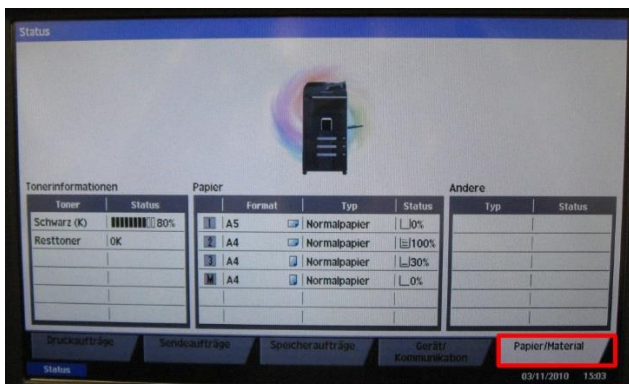 Status
Tonerinformationen Papier Andere
Toner Status Format Typ Status Typ Status
Schwarz (K) 80% 1 A5 Normalpapier 0%
Resttoner OK 2 A4 Normalpapier 100%
3 A4 Normalpapier 30%
M A4 Normalpapier 0%
Druckaufträge Sendeaufträge Speicheraufträge Gerät/ Papier/Material
Kommunikation
Status 03/11/2010 15:03